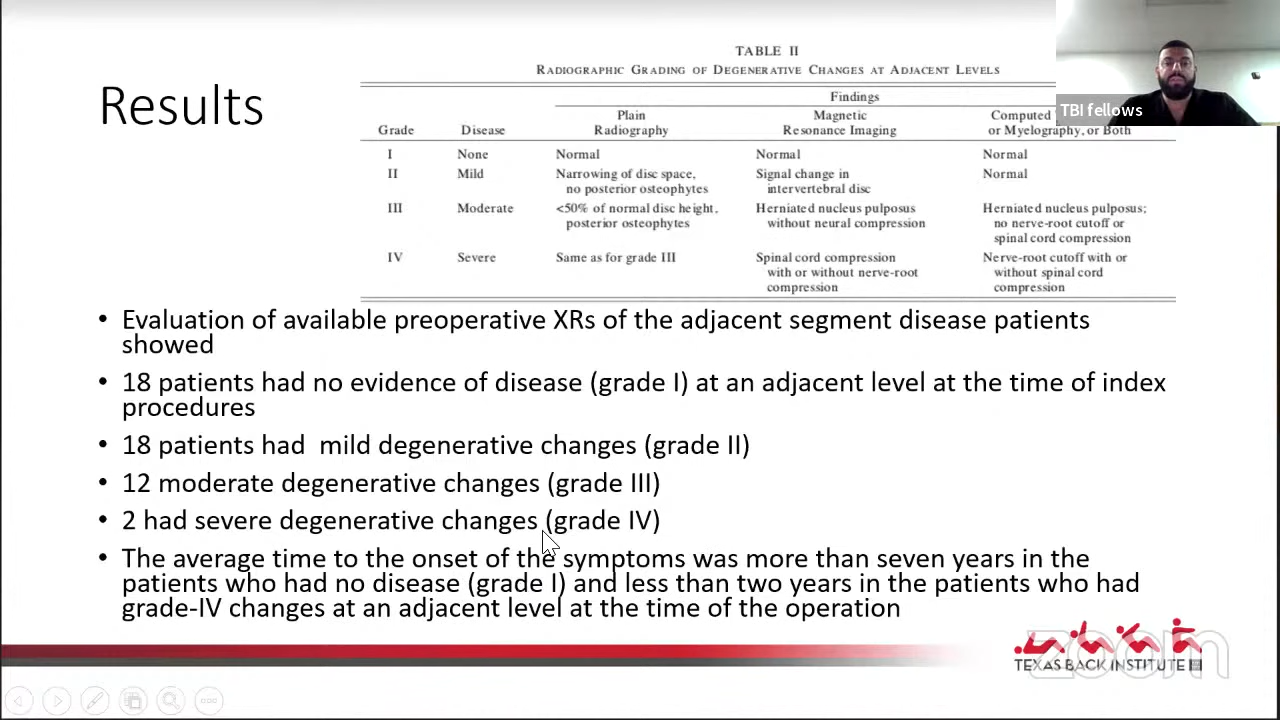 Results
TABLE II
RADIOGRAPHIC GRADING OF DEGENERATIVE CHANGES AT ADJACENT LEVELS
Findings
Grade Disease Plain Radiography Magnetic Resonance Imaging Computed or Myelography, or Both
I None Normal Normal Normal
II Mild Narrowing of disc space, no posterior osteophytes Signal change in intervertebral disc Normal
III Moderate <50% of normal disc height, posterior osteophytes Herniated nucleus pulposus without neural compression Herniated nucleus pulposus; no nerve-root cutoff or spinal cord compression
IV Severe Same as for grade III Spinal cord compression with or without nerve-root compression Nerve-root cutoff with or without spinal cord compression
TBI fellows
• Evaluation of available preoperative XRs of the adjacent segment disease patients
showed
• 18 patients had no evidence of disease (grade I) at an adjacent level at the time of index
procedures
• 18 patients had mild degenerative changes (grade II)
• 12 moderate degenerative changes (grade III)
• 2 had severe degenerative changes (grade IV)
• The average time to the onset of the symptoms was more than seven years in the
patients who had no disease (grade I) and less than two years in the patients who had
grade-IV changes at an adjacent level at the time of the operation
zoom
TEXAS BACK INSTITUTE